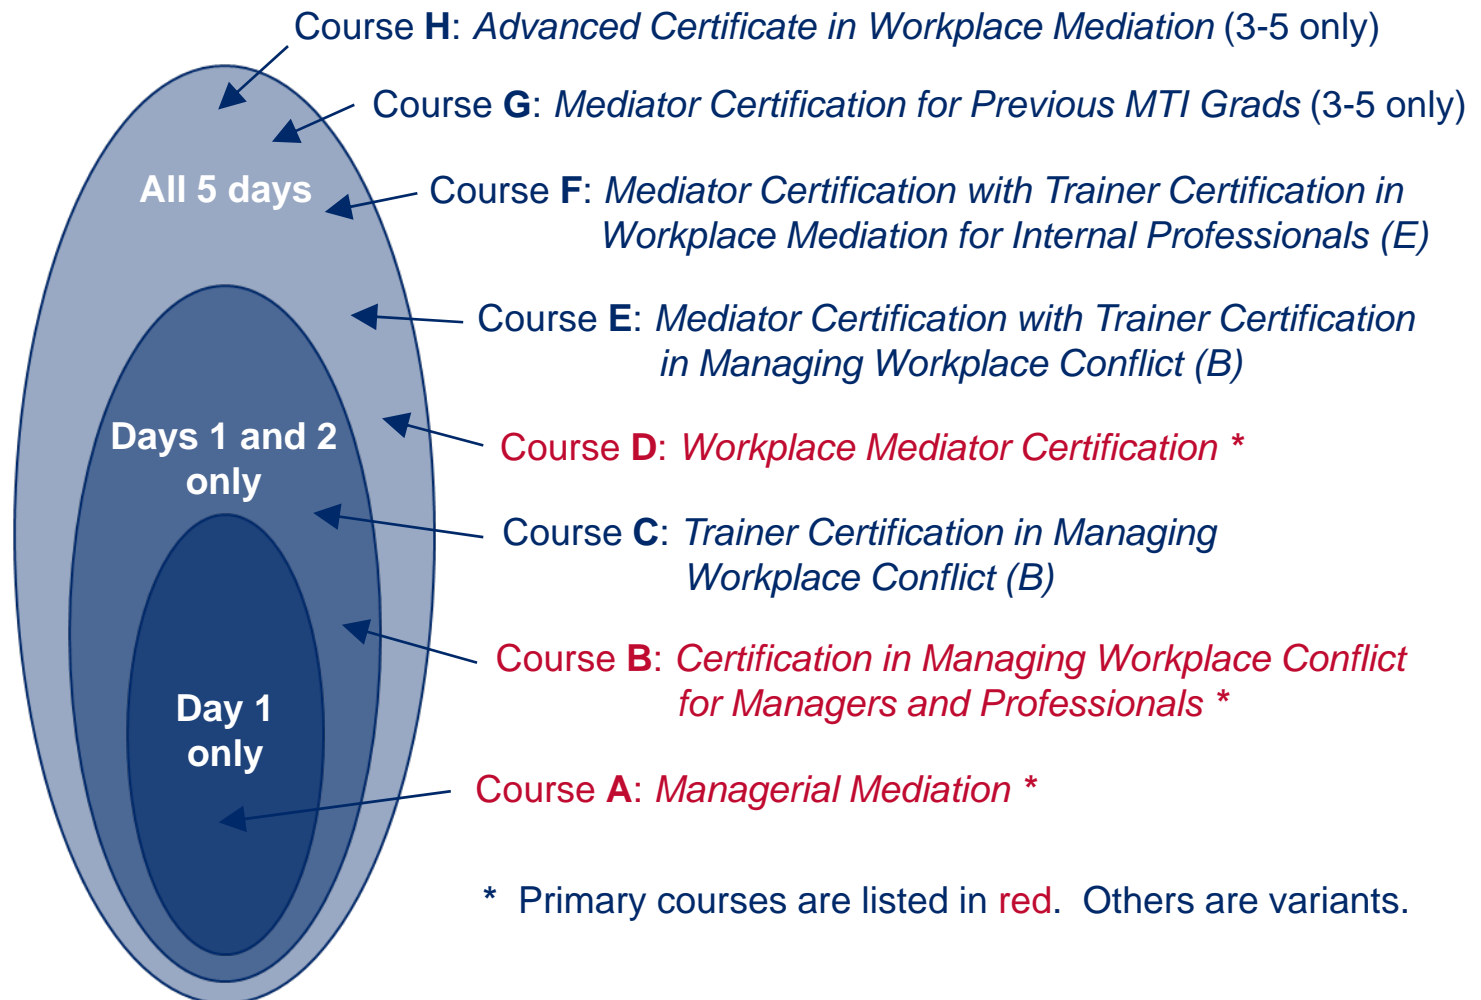 Course H: Advanced Certificate in Workplace Mediation (3-5 only)
Course G: Mediator Certification for Previous MTI Grads (3-5 only)
All 5 days
Course F: Mediator Certification with Trainer Certification in
Workplace Mediation for Internal Professionals (E)
Course E: Mediator Certification with Trainer Certification
in Managing Workplace Conflict (B)
Days 1 and 2
only
Course D: Workplace Mediator Certification *
Course C: Trainer Certification in Managing
Workplace Conflict (B)
Course B: Certification in Managing Workplace Conflict
for Managers and Professionals *
Day 1
only
Course A: Managerial Mediation *
* Primary courses are listed in red. Others are variants.